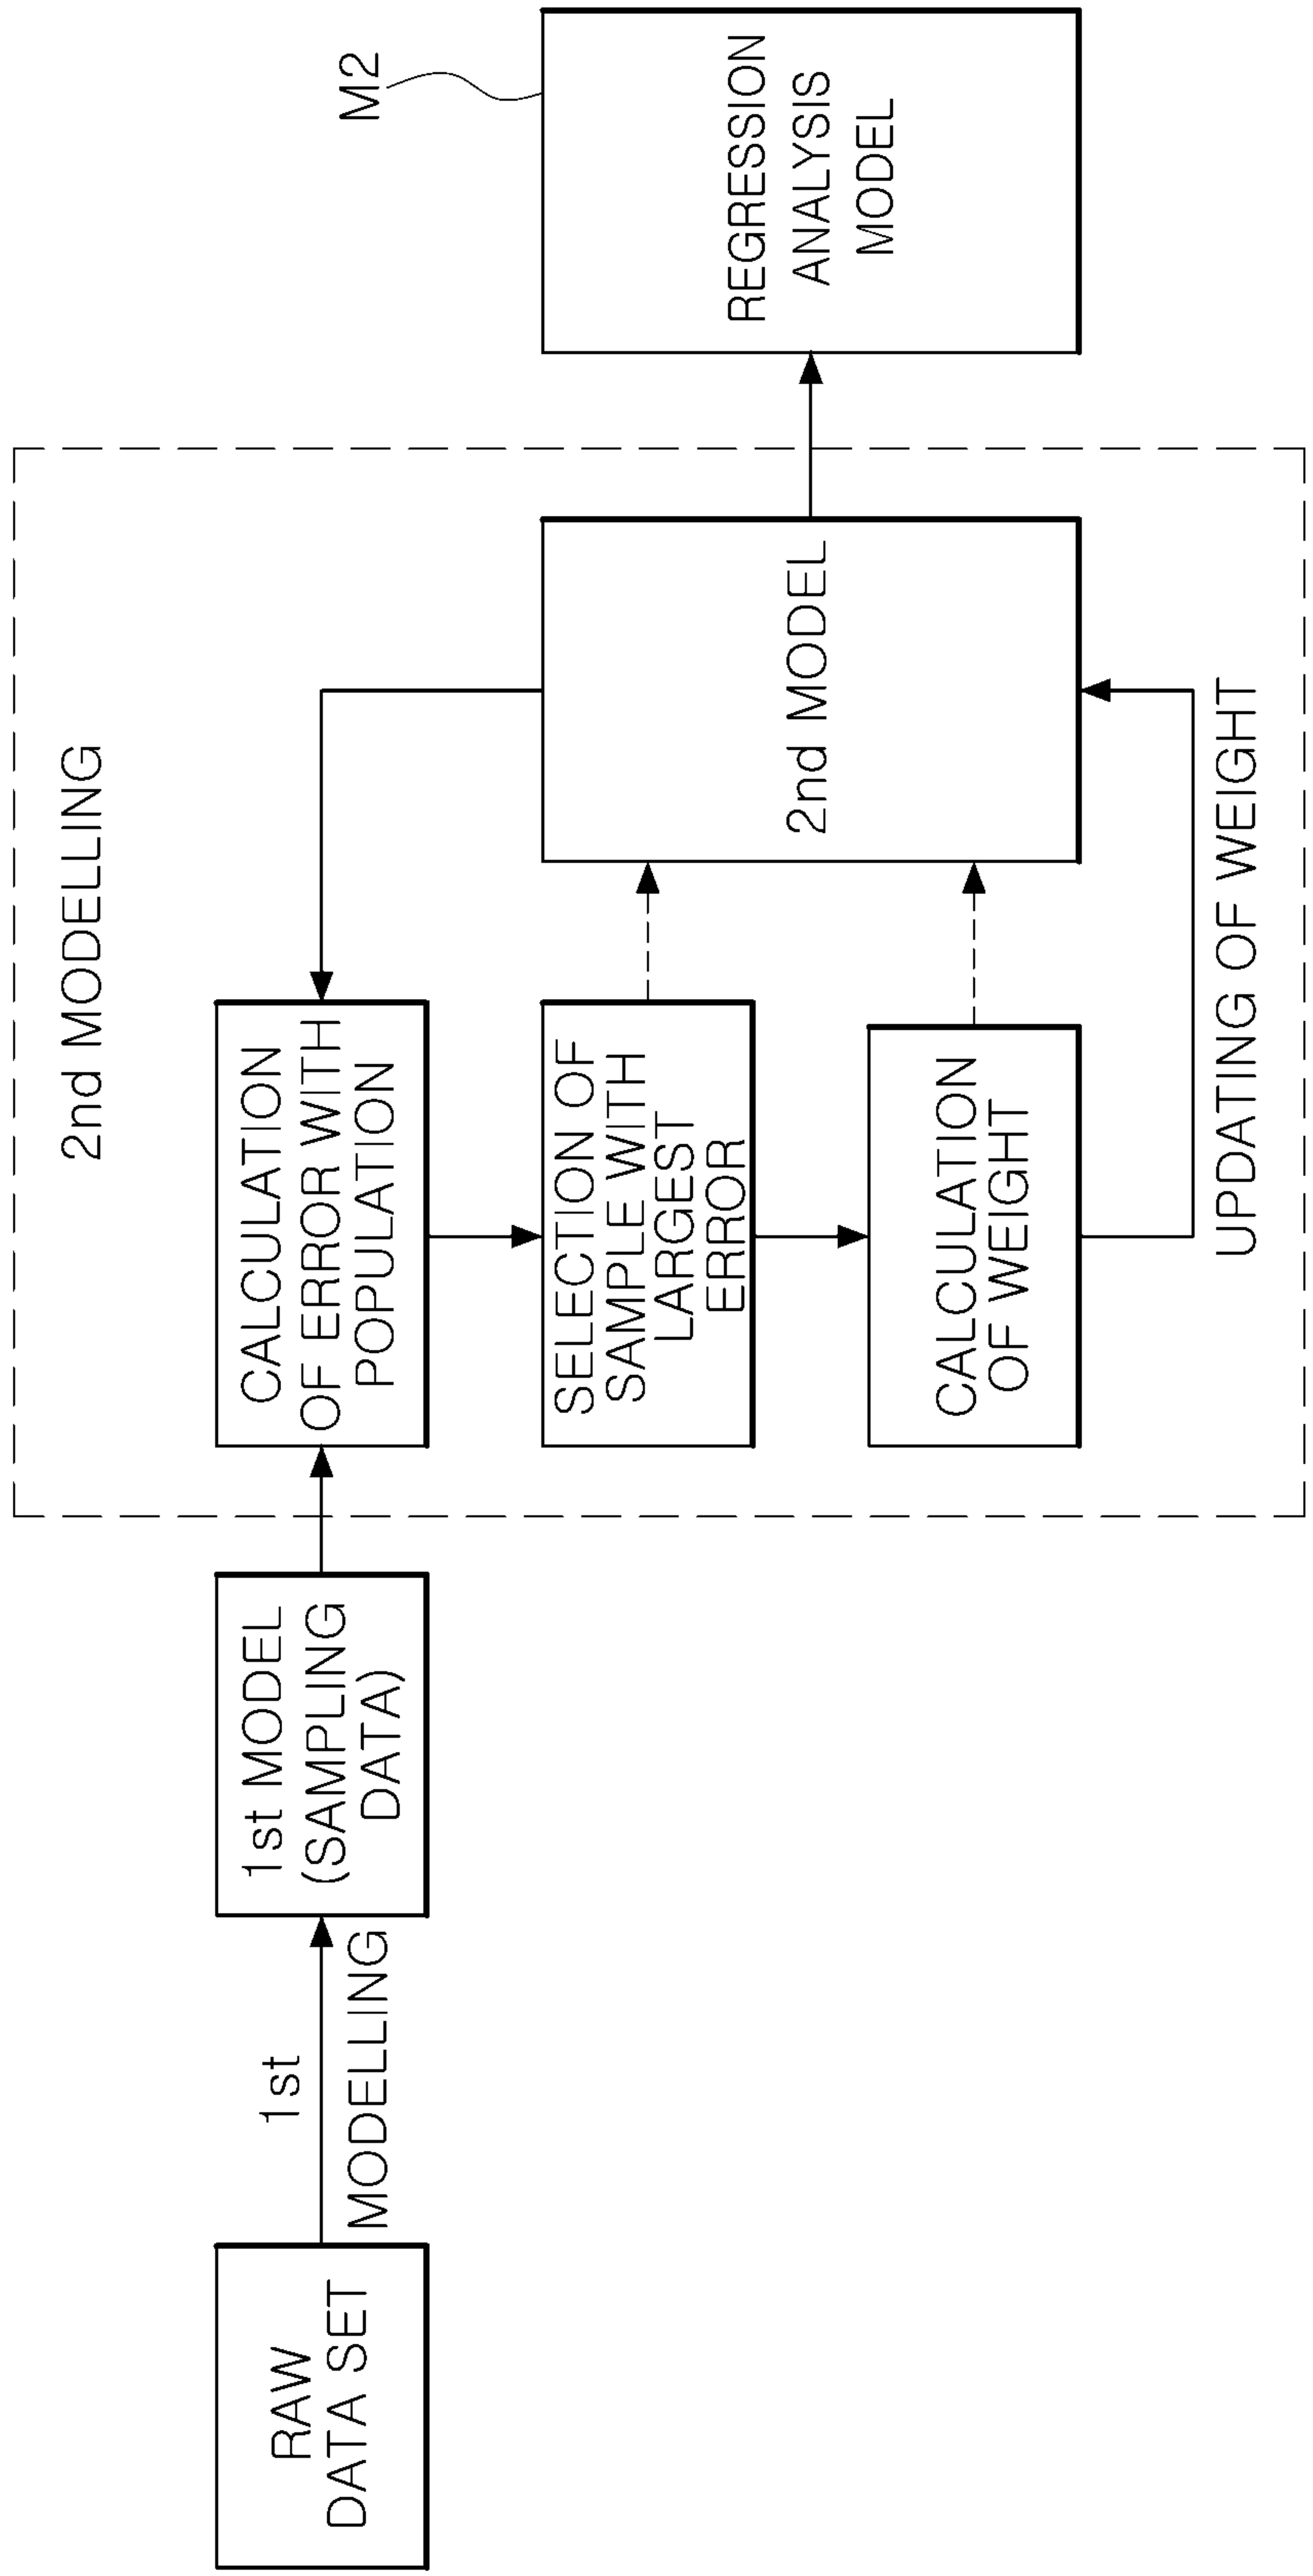 RAW
DATA SET
1st
MODELLING
1st MODEL
(SAMPLING
DATA)
2nd MODELLING
CALCULATION
OF ERROR WITH
POPULATION
SELECTION OF
SAMPLE WITH
LARGEST
ERROR
CALCULATION
OF WEIGHT
2nd MODEL
UPDATING OF WEIGHT
M2
REGRESSION
ANALYSIS
MODEL